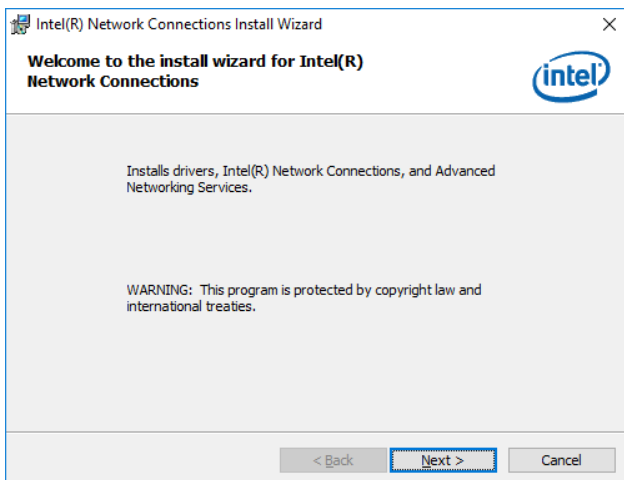 Intel(R) Network Connections Install Wizard
Welcome to the install wizard for Intel(R)
Network Connections
intel
Installs drivers, Intel(R) Network Connections, and Advanced
Networking Services.
WARNING:  This program is protected by copyright law and
international treaties.
< Back
Next >
Cancel